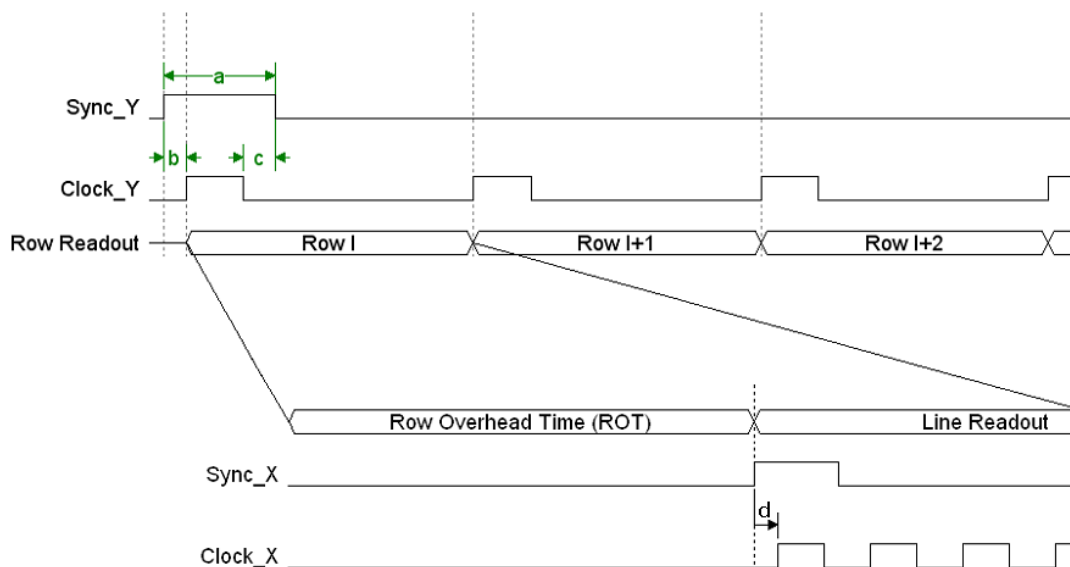 a
Sync_Y
b c
Clock_Y
Row Readout Row I Row I+1 Row I+2
Row Overhead Time (ROT) Line Readout
Sync_X
d
Clock_X